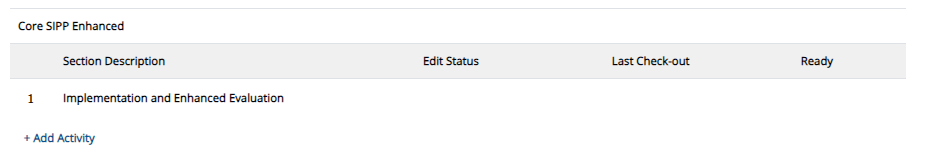 Core SIPP Enhanced
Section Description Edit Status Last Check-out Ready
1 Implementation and Enhanced Evaluation
+ Add Activity